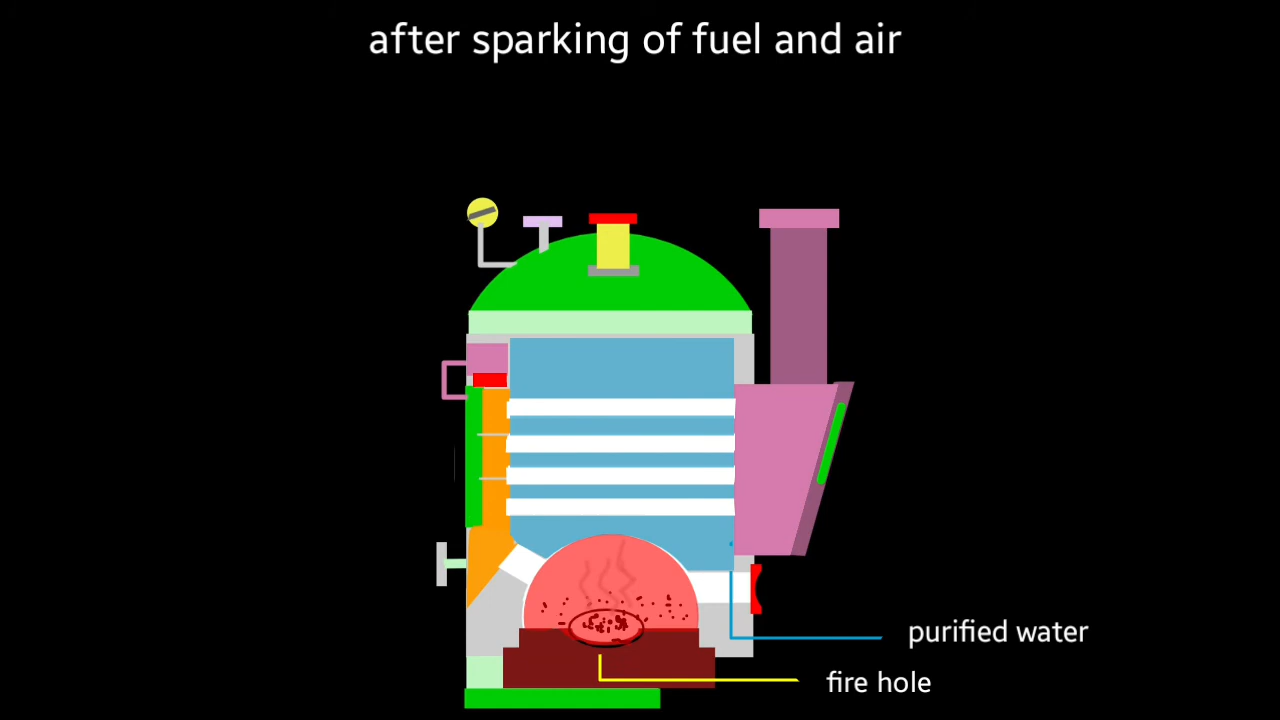 after sparking of fuel and air
purified water
fire hole